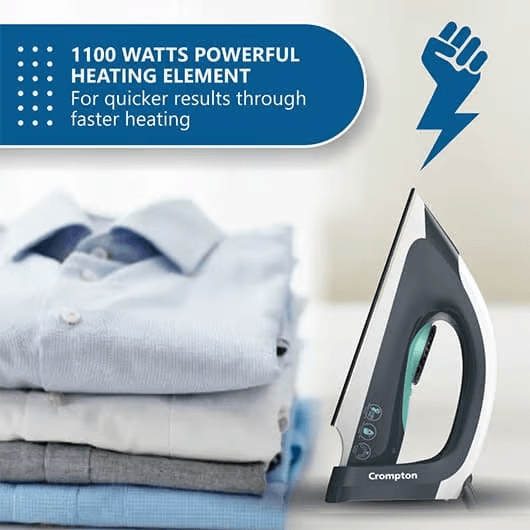 1100 WATTS POWERFUL
HEATING ELEMENT
For quicker results through
faster heating
Crompton